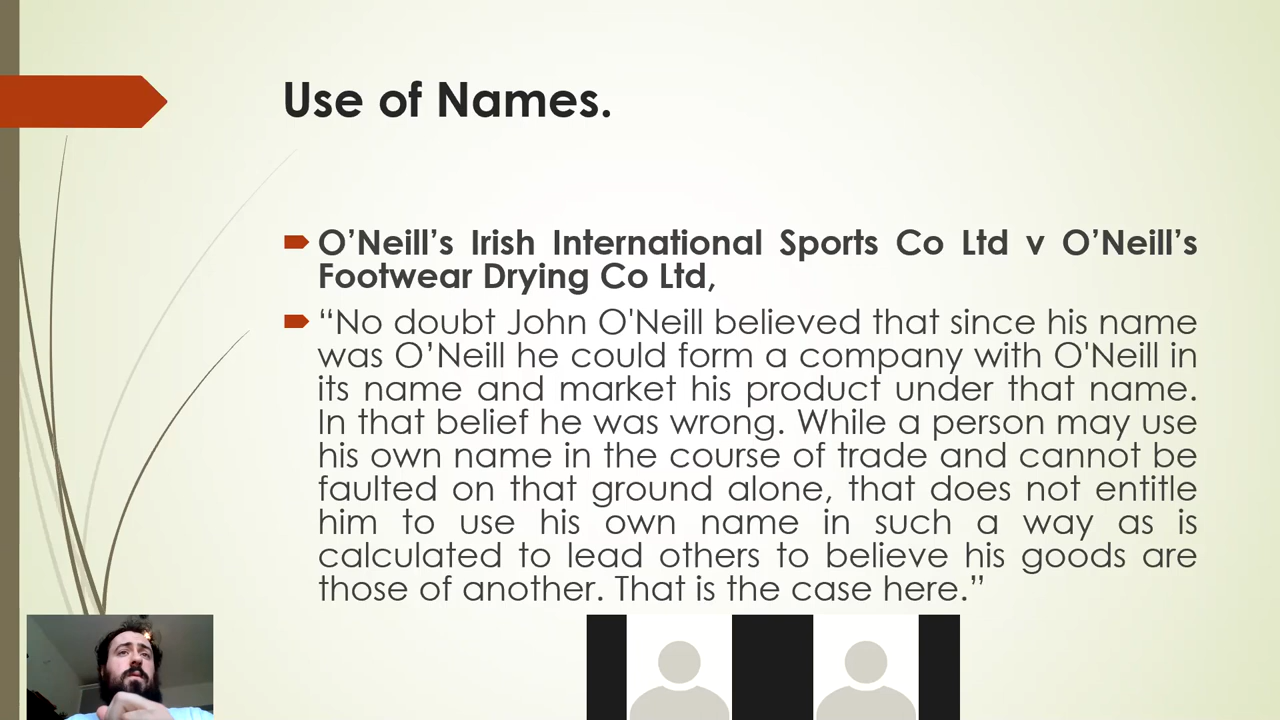 Use of Names.
O’Neill’s Irish International Sports Co Ltd v O’Neill’s
Footwear Drying Co Ltd,
“No doubt John O'Neill believed that since his name
was O’Neill he could form a company with O'Neill in
its name and market his product under that name.
In that belief he was wrong. While a person may use
his own name in the course of trade and cannot be
faulted on that ground alone, that does not entitle
him to use his own name in such a way as is
calculated to lead others to believe his goods are
those of another. That is the case here.”